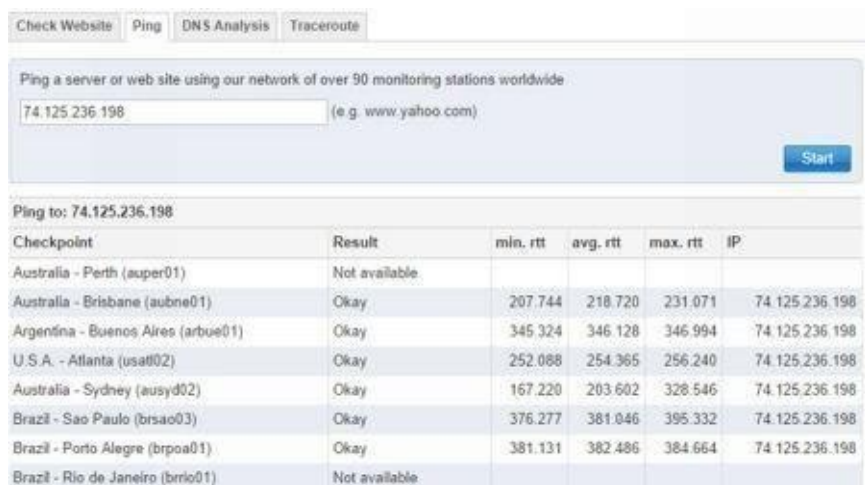 Check Website Ping DNS Analysis Traceroute
Ping a server or web site using our network of over 90 monitoring stations worldwide
74.125.236.198 (e.g. www.yahoo.com)
Start
Ping to: 74.125.236.198
Checkpoint Result min. rtt avg. rtt max. rtt IP
Australia - Perth (auper01) Not available
Australia - Brisbane (aubne01) Okay 207.744 218.720 231.071 74.125.236.198
Argentina - Buenos Aires (arbue01) Okay 345.324 346.128 346.994 74.125.236.198
U.S.A. - Atlanta (usatl02) Okay 252.088 254.365 256.240 74.125.236.198
Australia - Sydney (ausyd02) Okay 167.220 203.602 328.546 74.125.236.198
Brazil - Sao Paulo (brsao03) Okay 376.277 381.046 395.332 74.125.236.198
Brazil - Porto Alegre (brpoa01) Okay 381.131 382.486 384.664 74.125.236.198
Brazil - Rio de Janeiro (brrio01) Not available